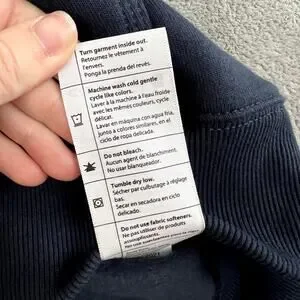 Turn garment inside out.
Retournez le vêtement à
l'envers.
Ponga la prenda del revés.
Machine wash cold gentle
cycle like colors.
Laver à la machine à l'eau froide
avec les mêmes couleurs, cycle
délicat.
Lavar en máquina con agua fría,
junto a colores similares, en el
ciclo de ropa delicada.
Do not bleach.
Aucun agent de blanchiment.
No usar blanqueador.
Tumble dry low.
Sécher par culbutage à réglage
bas.
Secar en secadora en ciclo
delicado.
Do not use fabric softeners.
Ne pas utiliser de produits
assouplissants.
No use suavizantes